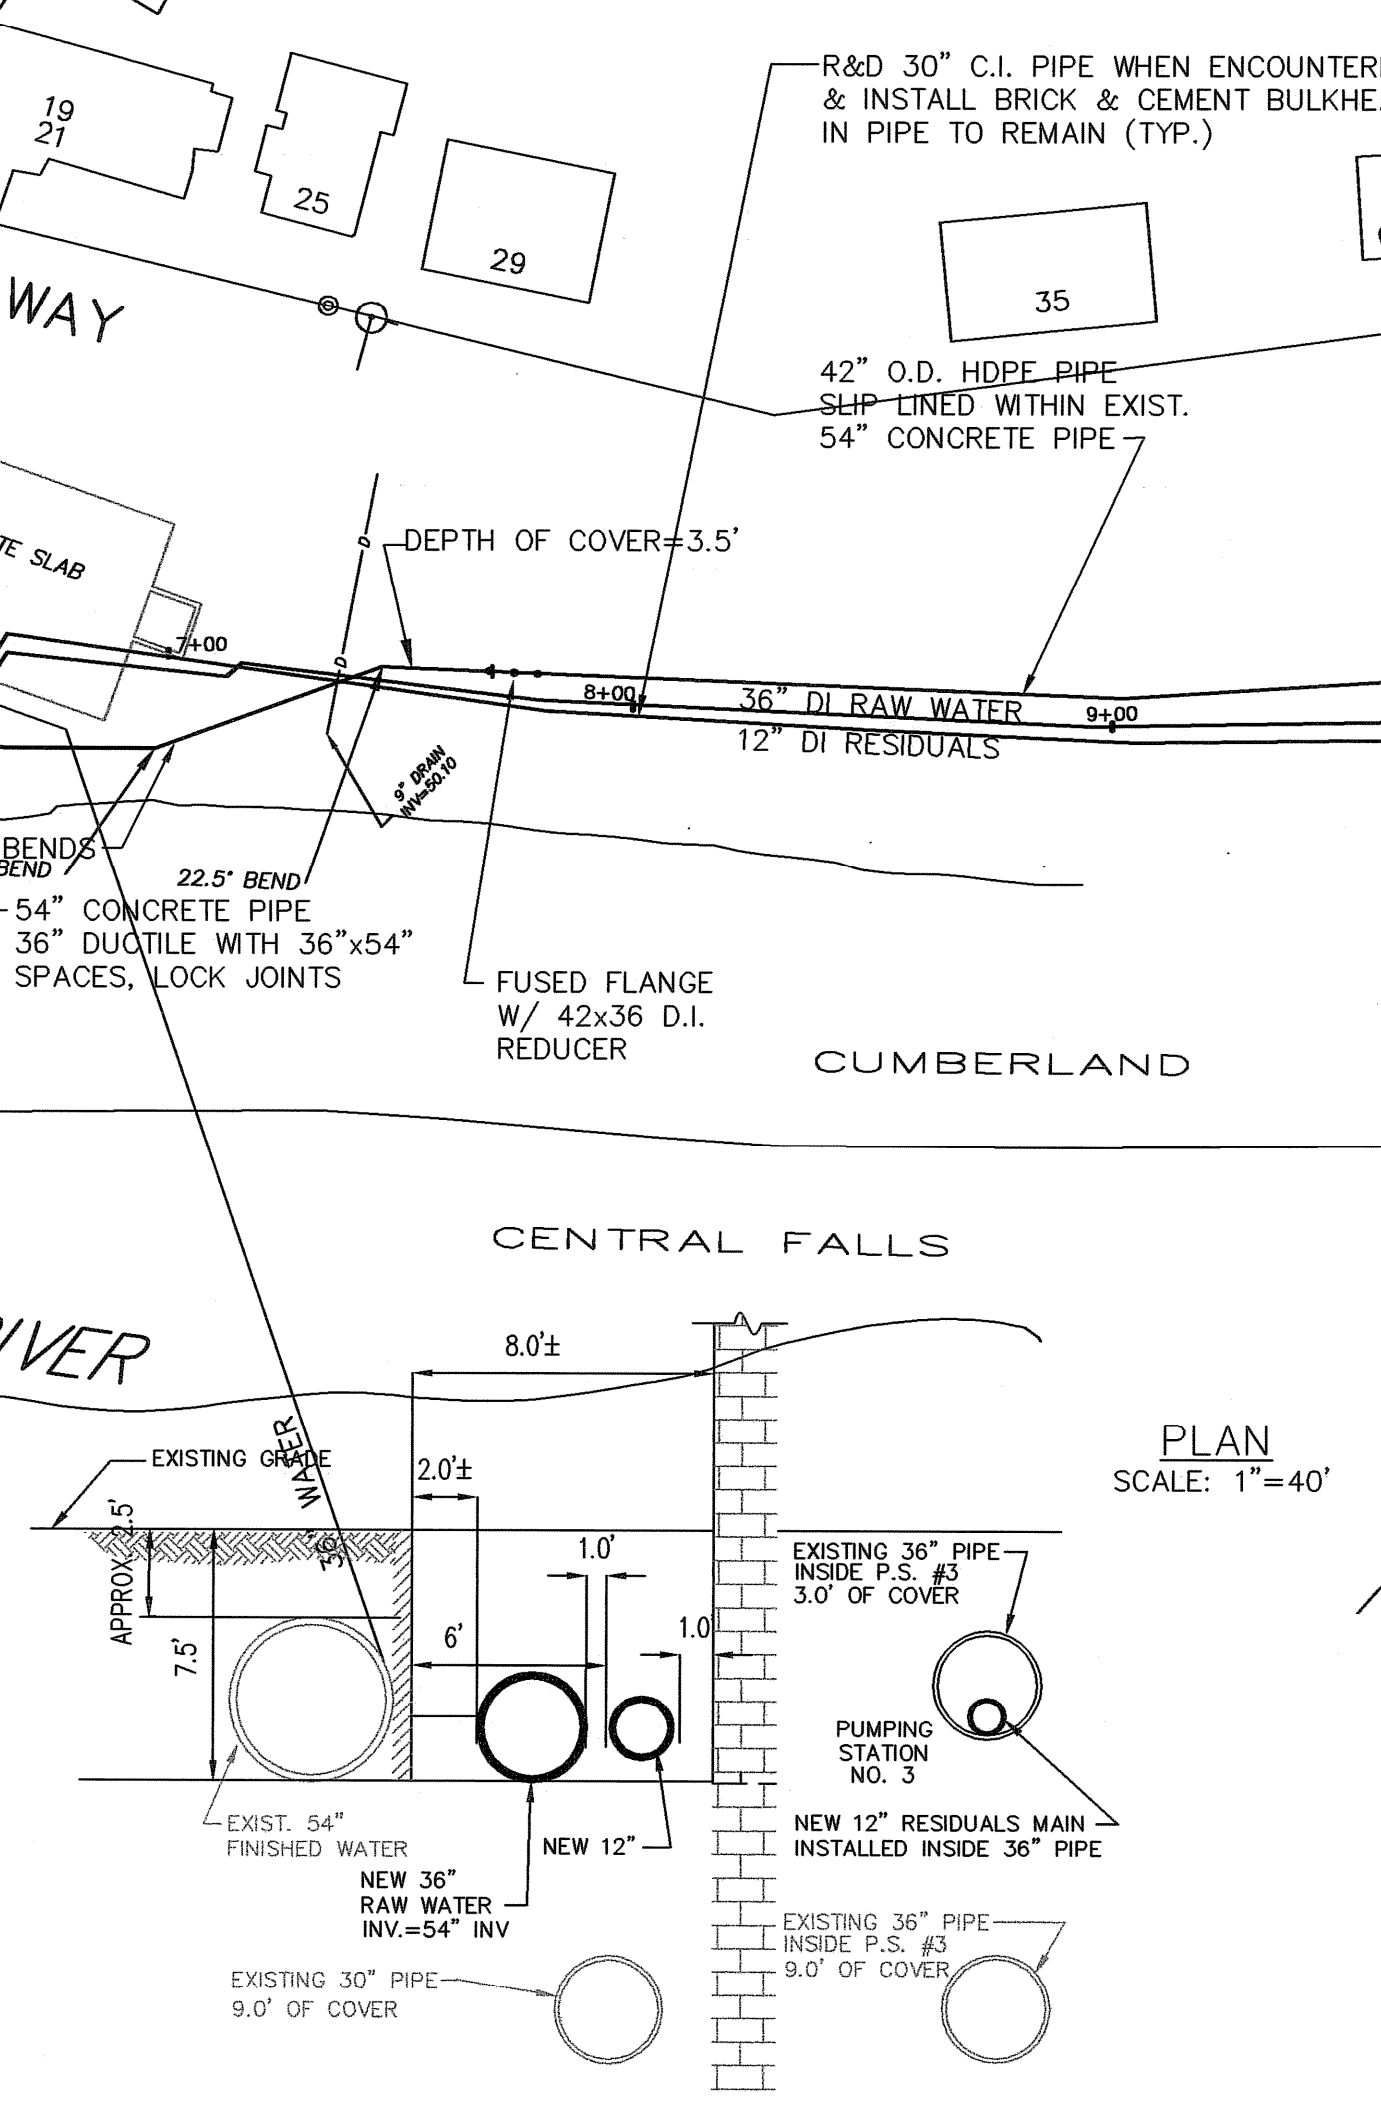 R&D 30" C.I. PIPE WHEN
& INSTALL BRICK & CEMENT
IN PIPE TO REMAIN (TYP.)
19
21
25
29
35
WAY
42" O.D. HDPE PIPE
SLIP LINED WITHIN EXIST.
54" CONCRETE PIPE
SLAB
D
DEPTH OF COVER=3.5'
7+00
D
8+00
36" DI RAW WATER
9+00
12" DI RESIDUALS
9" DRAIN
INV=50.10
BENDS
BEND
22.5° BEND
54" CONCRETE PIPE
36" DUCTILE WITH 36"x54"
SPACES, LOCK JOINTS
FUSED FLANGE
W/ 42x36 D.I.
REDUCER
CUMBERLAND
CENTRAL FALLS
8.0'±
PLAN
SCALE: 1"=40'
EXISTING GRADE
36" WATER
2.0'±
APPROX. 2.5'
7.5'
1.0'
6'
1.0
EXISTING 36" PIPE
INSIDE P.S. #3
3.0' OF COVER
PUMPING
STATION
NO. 3
NEW 12" RESIDUALS MAIN
INSTALLED INSIDE 36" PIPE
EXIST. 54"
FINISHED WATER
NEW 12"
NEW 36"
RAW WATER
INV.=54" INV
EXISTING 36" PIPE
INSIDE P.S. #3
9.0' OF COVER
EXISTING 30" PIPE
9.0' OF COVER